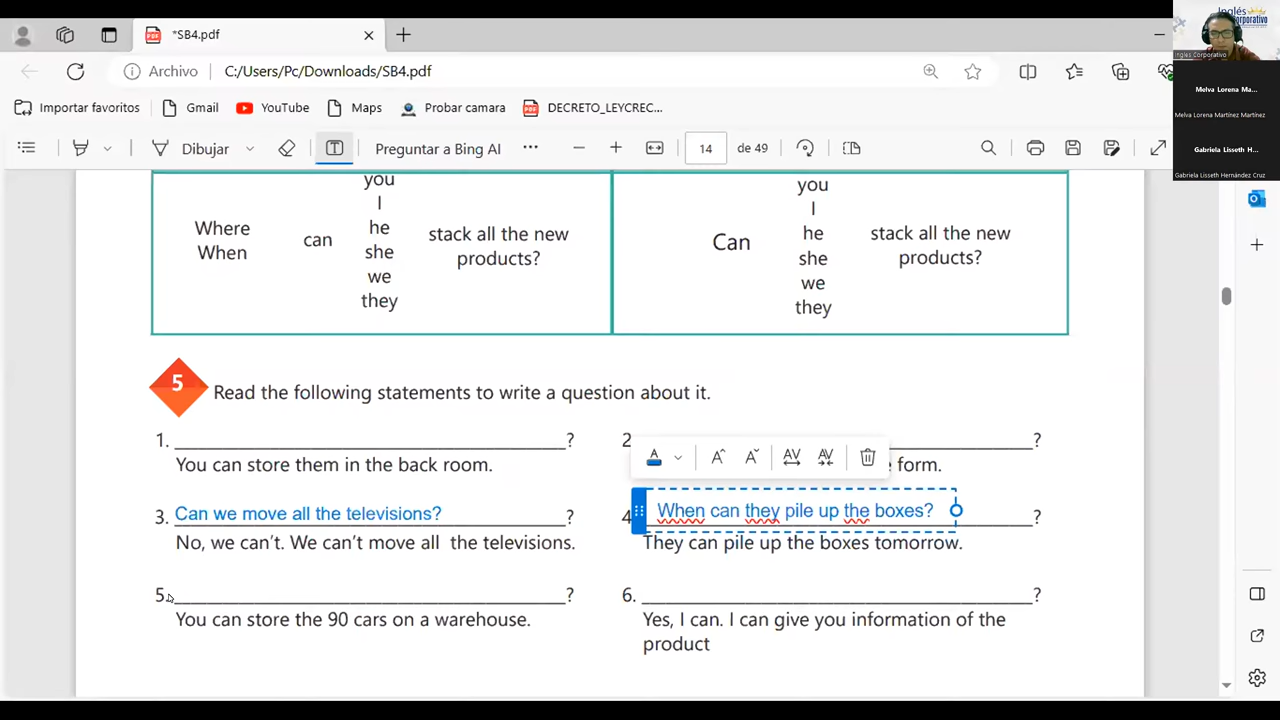 *SB4.pdf
Archivo
C:/Users/Pc/Downloads/SB4.pdf
Importar favoritos
Gmail
YouTube
Maps
Probar camara
DECRETO_LEYCREC...
Dibujar
Preguntar a Bing AI
14
de 49
Inglés
Corporativo
Inglés Corporativo
Melva Lorena Ma...
Melva Lorena Martínez Martínez
Gabriela Lisseth H...
Gabriela Lisseth Hernández Cruz
Where
When
can
you
I
he
she
we
they
stack all the new
products?
Can
you
I
he
she
we
they
stack all the new
products?
5
Read the following statements to write a question about it.
1. ?
You can store them in the back room.
2 ?
form.
3. Can we move all the televisions? ?
No, we can't. We can't move all the televisions.
4 When can they pile up the boxes? ?
They can pile up the boxes tomorrow.
5. ?
You can store the 90 cars on a warehouse.
6. ?
Yes, I can. I can give you information of the
product